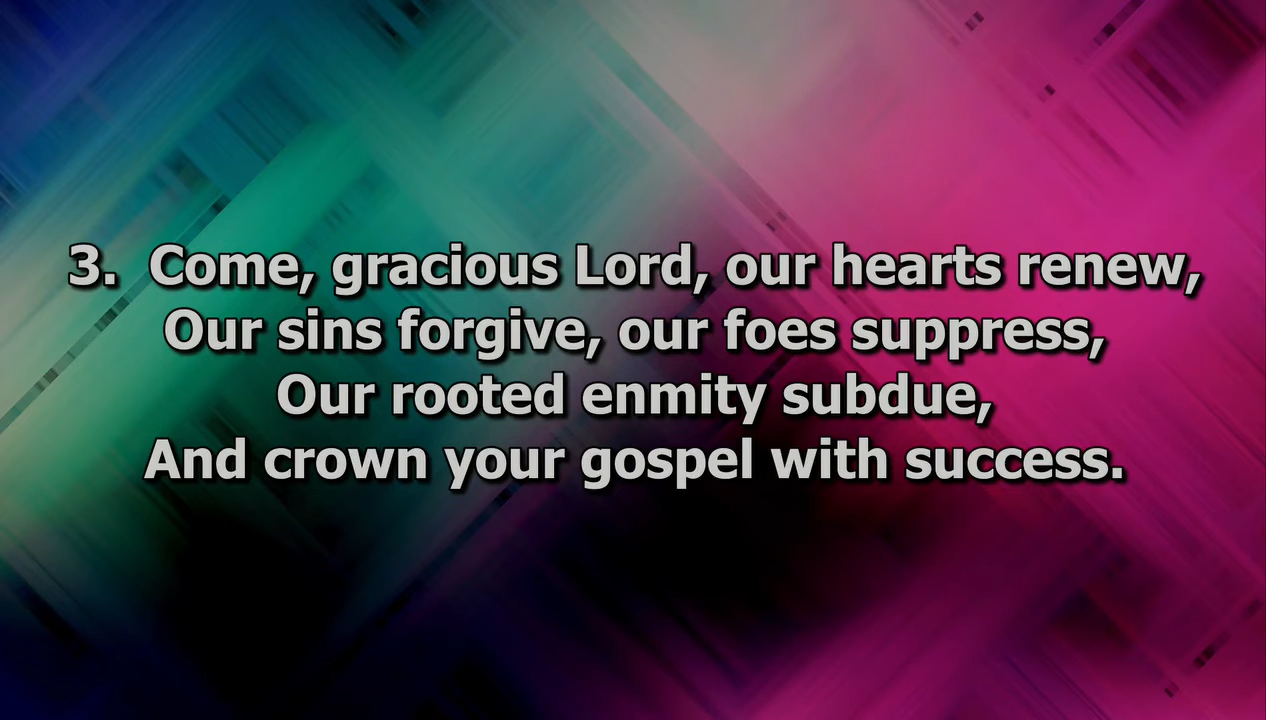 3. Come, gracious Lord, our hearts renew,
Our sins forgive, our foes suppress,
Our rooted enmity subdue,
And crown your gospel with success.